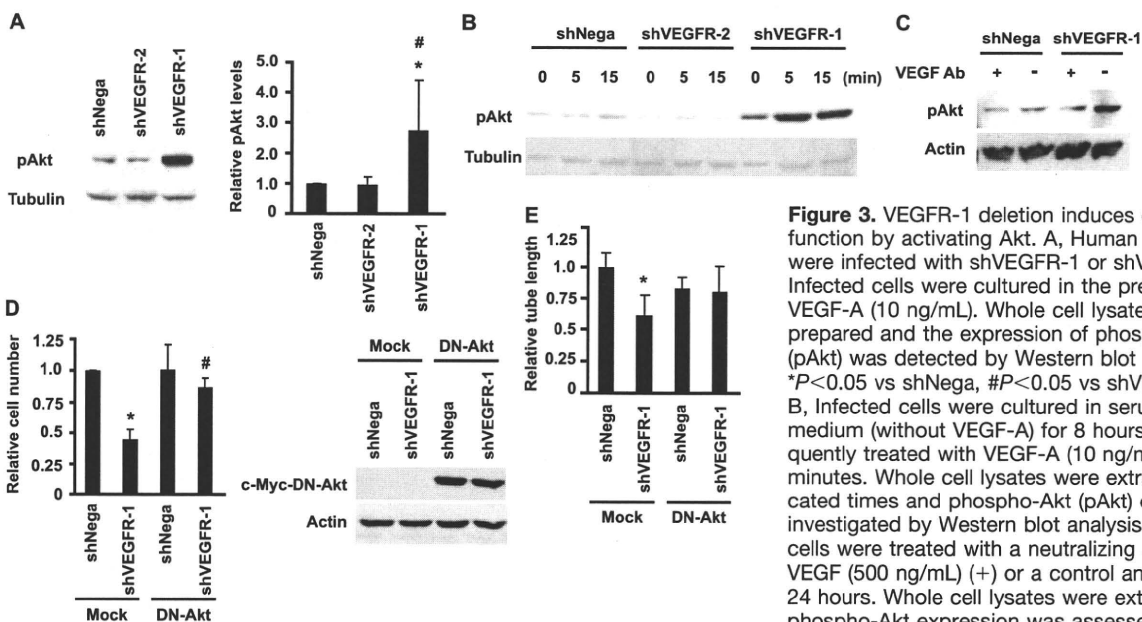 A
shNega
shVEGFR-2
shVEGFR-1
pAkt
Tubulin
Relative pAkt levels
5.0
4.0
3.0
2.0
1.0
0
#
*
shNega
shVEGFR-2
shVEGFR-1
B
shNega shVEGFR-2 shVEGFR-1
0 5 15 0 5 15 0 5 15 (min)
pAkt
Tubulin
C
shNega shVEGFR-1
VEGF Ab + - + -
pAkt
Actin
D
Relative cell number
1.25
1.0
0.75
0.5
0.25
0
*
#
shNega
shVEGFR-1
shNega
shVEGFR-1
Mock DN-Akt
Mock DN-Akt
shNega
shVEGFR-1
shNega
shVEGFR-1
c-Myc-DN-Akt
Actin
E
Relative tube length
1.25
1.0
0.75
0.5
0.25
0
*
shNega
shVEGFR-1
shNega
shVEGFR-1
Mock DN-Akt
Figure 3. VEGFR-1 deletion induces
function by activating Akt. A, Human
were infected with shVEGFR-1 or
Infected cells were cultured in the
VEGF-A (10 ng/mL). Whole cell
prepared and the expression of
(pAkt) was detected by Western blot
*P<0.05 vs shNega, #P<0.05 vs
B, Infected cells were cultured in
medium (without VEGF-A) for 8 hours
quently treated with VEGF-A (10
minutes. Whole cell lysates were
cated times and phospho-Akt (pAkt)
investigated by Western blot analysis
cells were treated with a neutralizing
VEGF (500 ng/mL) (+) or a control
24 hours. Whole cell lysates were
phospho-Akt expression was